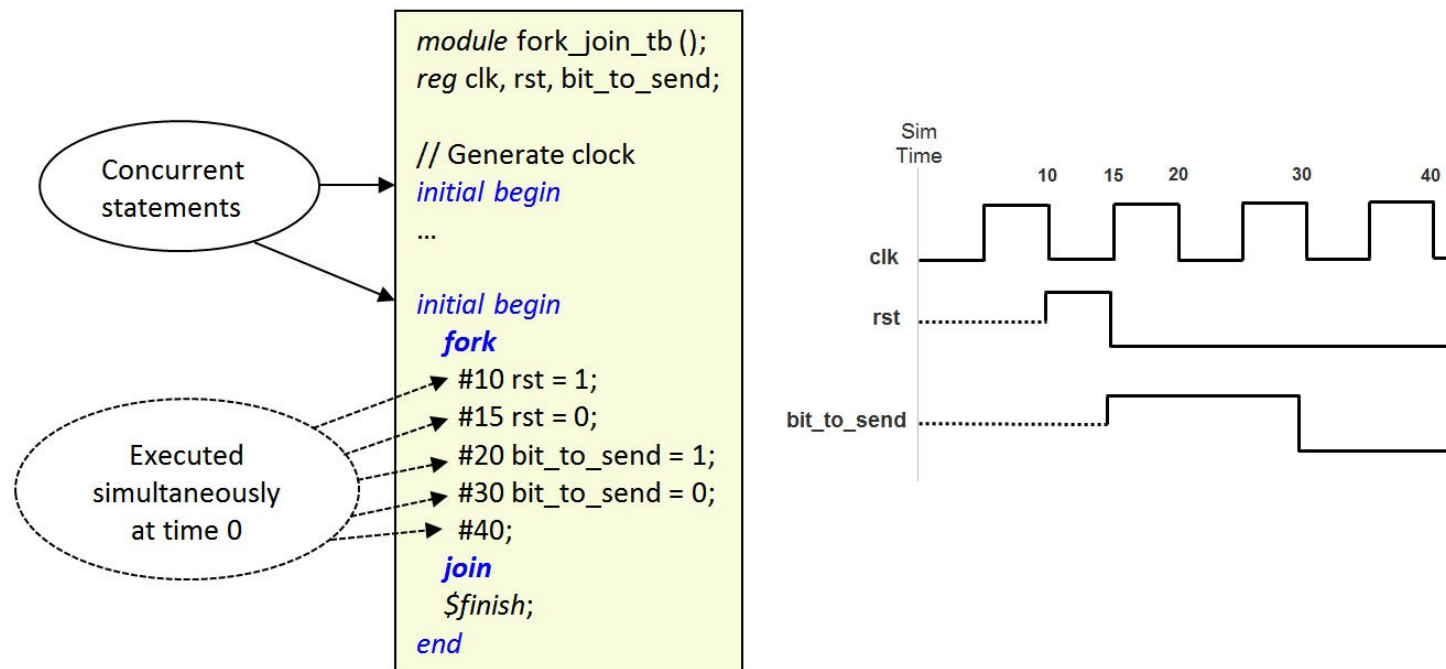 Concurrent
statements
Executed
simultaneously
at time 0
module fork_join_tb ();
reg clk, rst, bit_to_send;
// Generate clock
initial begin
...
initial begin
fork
#10 rst = 1;
#15 rst = 0;
#20 bit_to_send = 1;
#30 bit_to_send = 0;
#40;
join
$finish;
end
Sim
Time
10 15 20 30 40
clk
rst
bit_to_send